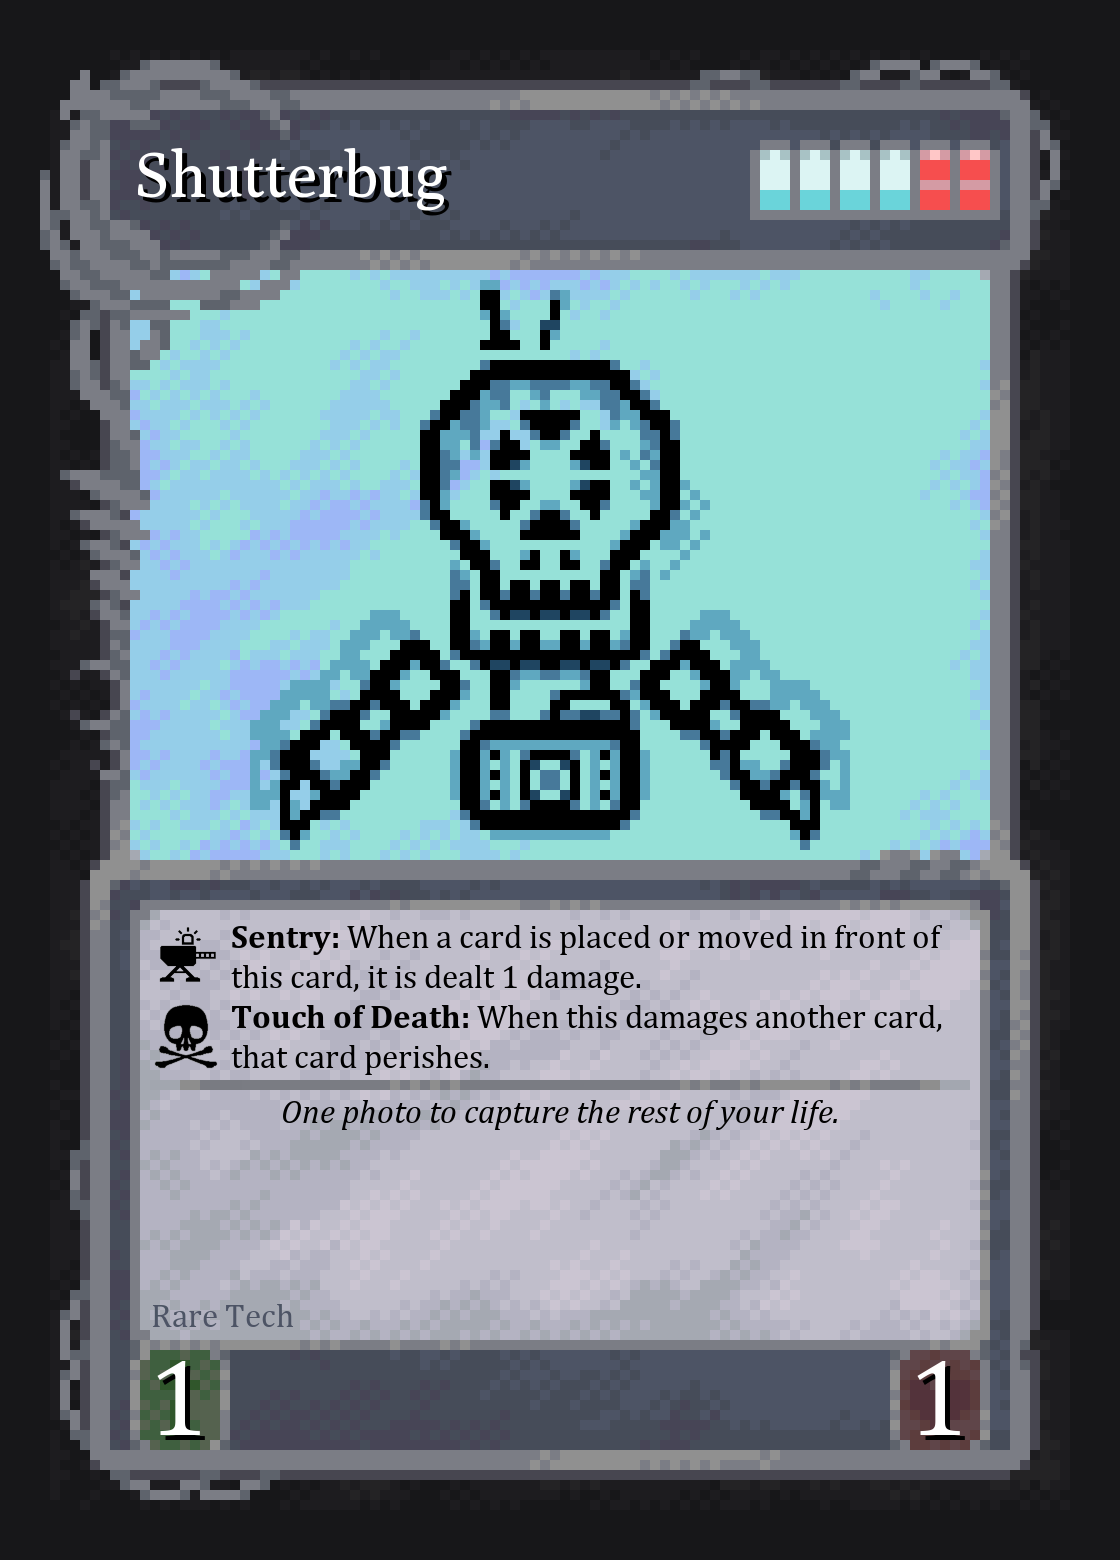 Shutterbug
Sentry: When a card is placed or moved in front of
this card, it is dealt 1 damage.
Touch of Death: When this damages another card,
that card perishes.
One photo to capture the rest of your life.
Rare Tech
1 1